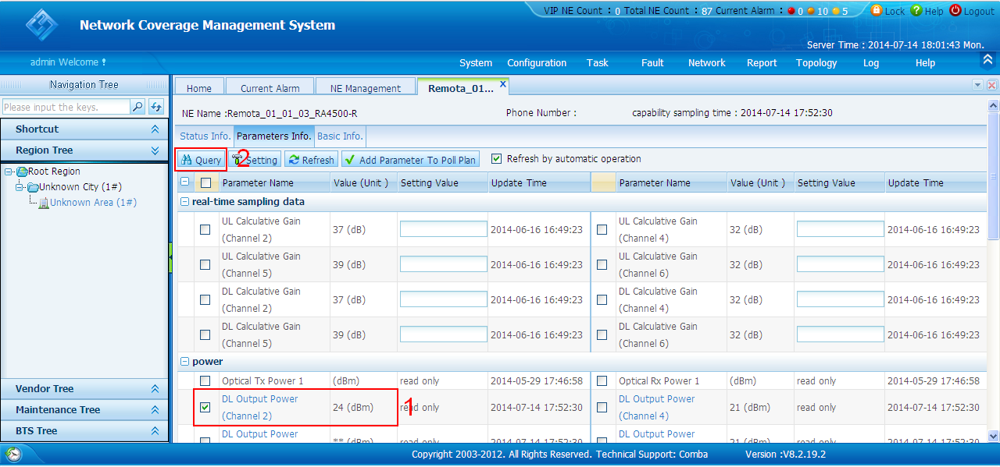 VIP NE Count : 0 Total NE Count : 87 Current Alarm : 0 10 5 Lock Help Logout
Network Coverage Management System
Server Time : 2014-07-14 18:01:43 Mon.
admin Welcome !
System Configuration Task Fault Network Report Topology Log Help
Navigation Tree
Home Current Alarm NE Management Remota_01... X
Please input the keys.
NE Name :Remota_01_01_03_RA4500-R Phone Number : capability sampling time : 2014-07-14 17:52:30
Shortcut
Status Info. Parameters Info. Basic Info.
Region Tree
Query 2 Setting Refresh Add Parameter To Poll Plan Refresh by automatic operation
Root Region
Unknown City (1#)
Unknown Area (1#)
Parameter Name Value (Unit ) Setting Value Update Time Parameter Name Value (Unit ) Setting Value Update Time
real-time sampling data
UL Calculative Gain (Channel 2) 37 (dB) 2014-06-16 16:49:23 UL Calculative Gain (Channel 4) 32 (dB) 2014-06-16 16:49:23
UL Calculative Gain (Channel 5) 39 (dB) 2014-06-16 16:49:23 UL Calculative Gain (Channel 6) 32 (dB) 2014-06-16 16:49:23
DL Calculative Gain (Channel 2) 37 (dB) 2014-06-16 16:49:23 DL Calculative Gain (Channel 4) 32 (dB) 2014-06-16 16:49:23
DL Calculative Gain (Channel 5) 39 (dB) 2014-06-16 16:49:23 DL Calculative Gain (Channel 6) 32 (dB) 2014-06-16 16:49:23
power
Optical Tx Power 1 (dBm) read only 2014-05-29 17:46:58 Optical Rx Power 1 (dBm) read only 2014-05-29 17:46:58
DL Output Power (Channel 2) 24 (dBm) 1 read only 2014-07-14 17:52:30 DL Output Power (Channel 4) 21 (dBm) read only 2014-07-14 17:52:30
DL Output Power ** (dBm) read only DL Output Power 21 (dBm) read only
Vendor Tree
Maintenance Tree
BTS Tree
Copyright 2003-2012. All Rights Reserved. Technical Support: Comba Version :V8.2.19.2